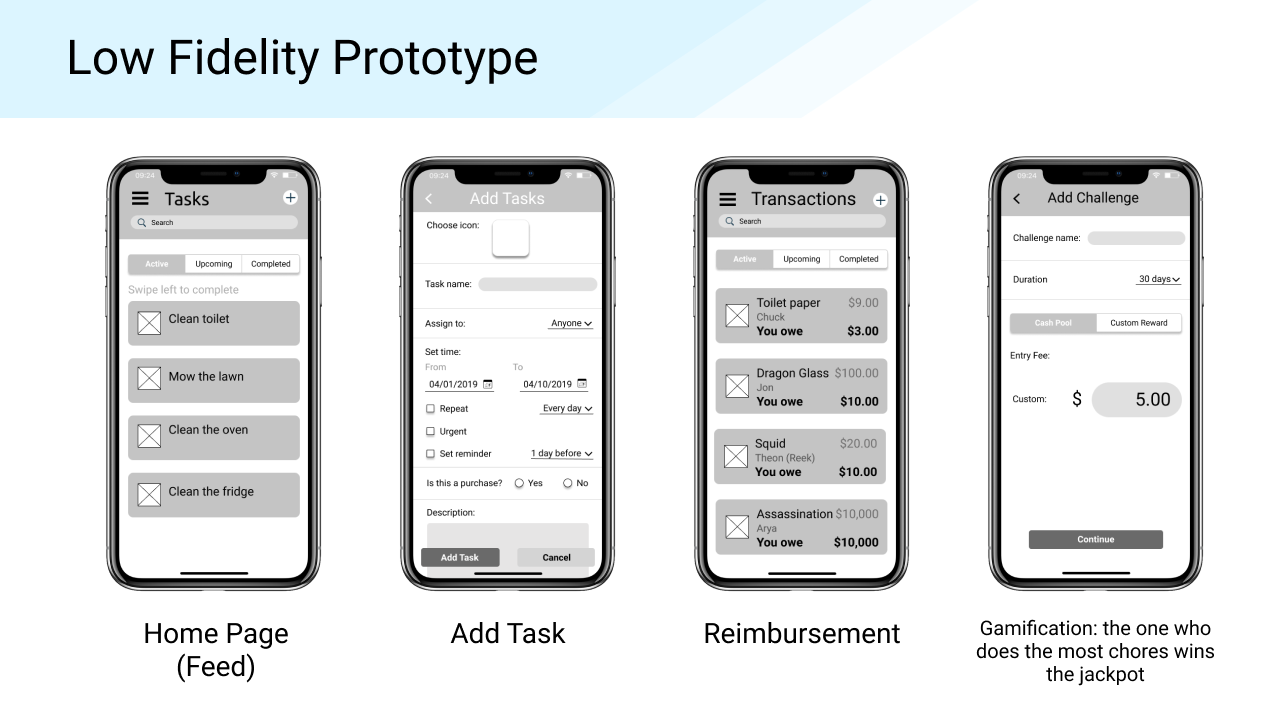 Low Fidelity Prototype
09:24
Tasks
Search
Active Upcoming Completed
Swipe left to complete
Clean toilet
Mow the lawn
Clean the oven
Clean the fridge
Home Page
(Feed)
09:24
Add Tasks
Choose icon:
Task name:
Assign to: Anyone
Set time:
From To
04/01/2019 04/10/2019
Repeat Every day
Urgent
Set reminder 1 day before
Is this a purchase? Yes No
Description:
Add Task Cancel
Add Task
Transactions
Search
Active Upcoming Completed
Toilet paper $9.00
Chuck
You owe $3.00
Dragon Glass $100.00
Jon
You owe $10.00
Squid $20.00
Theon (Reek)
You owe $10.00
Assassination $10,000
Arya
You owe $10,000
Reimbursement
09:24
Add Challenge
Challenge name:
Duration 30 days
Cash Pool Custom Reward
Entry Fee:
Custom: $ 5.00
Continue
Gamification: the one who
does the most chores wins
the jackpot